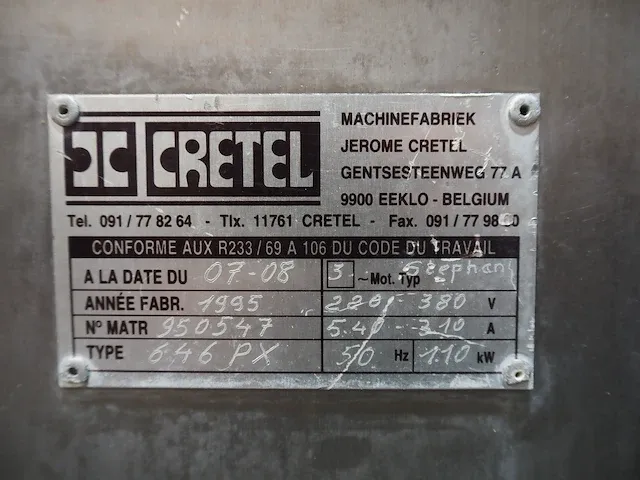 CRETEL
MACHINEFABRIEK
JEROME CRETEL
GENTSESTEENWEG 77 A
9900 EEKLO - BELGIUM
Tel. 091 / 77 82 64 - Tlx. 11761 CRETEL - Fax. 091 / 77 98
CONFORME AUX R233 / 69 A 106 DU CODE DU TRAVAIL
A LA DATE DU 07-08 3 ~ Mot. Typ Stephan
ANNÉE FABR. 1995 220 - 380 V
N° MATR 950547 5.40 - 3.10 A
TYPE 646 PX 50 Hz 1.10 kW